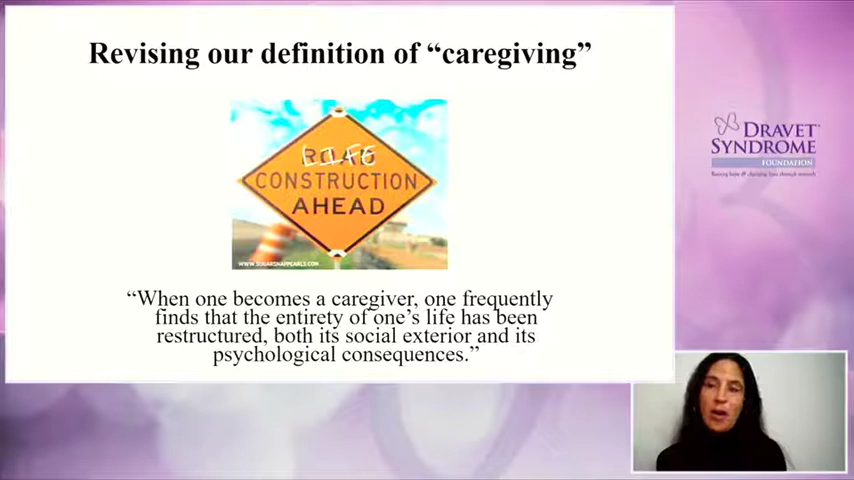 Revising our definition of “caregiving”
ROAD
LIFE
CONSTRUCTION
AHEAD
“When one becomes a caregiver, one frequently
finds that the entirety of one’s life has been
restructured, both its social exterior and its
psychological consequences.”
DRAVET
SYNDROME
FOUNDATION